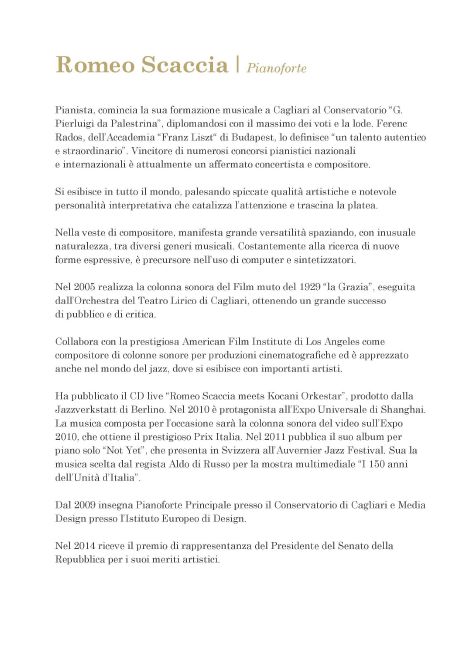 Romeo Scaccia | Pianoforte
Pianista, comincia la sua formazione musicale a Cagliari al Conservatorio “G.
Pierluigi da Palestrina”, diplomandosi con il massimo dei voti e la lode. Ferenc
Rados, dell’Accademia “Franz Liszt“ di Budapest, lo definisce “un talento autentico
e straordinario”. Vincitore di numerosi concorsi pianistici nazionali
e internazionali è attualmente un affermato concertista e compositore.
Si esibisce in tutto il mondo, palesando spiccate qualità artistiche e notevole
personalità interpretativa che catalizza l’attenzione e trascina la platea.
Nella veste di compositore, manifesta grande versatilità spaziando, con inusuale
naturalezza, tra diversi generi musicali. Costantemente alla ricerca di nuove
forme espressive, è precursore nell’uso di computer e sintetizzatori.
Nel 2005 realizza la colonna sonora del Film muto del 1929 “la Grazia”, eseguita
dall’Orchestra del Teatro Lirico di Cagliari, ottenendo un grande successo
di pubblico e di critica.
Collabora con la prestigiosa American Film Institute di Los Angeles come
compositore di colonne sonore per produzioni cinematografiche ed è apprezzato
anche nel mondo del jazz, dove si esibisce con importanti artisti.
Ha pubblicato il CD live “Romeo Scaccia meets Kocani Orkestar”, prodotto dalla
Jazzverkstatt di Berlino. Nel 2010 è protagonista all’Expo Universale di Shanghai.
La musica composta per l’occasione sarà la colonna sonora del video sull’Expo
2010, che ottiene il prestigioso Prix Italia. Nel 2011 pubblica il suo album per
piano solo “Not Yet”, che presenta in Svizzera all’Auvernier Jazz Festival. Sua la
musica scelta dal regista Aldo di Russo per la mostra multimediale “I 150 anni
dell’Unità d’Italia”.
Dal 2009 insegna Pianoforte Principale presso il Conservatorio di Cagliari e Media
Design presso l’Istituto Europeo di Design.
Nel 2014 riceve il premio di rappresentanza del Presidente del Senato della
Repubblica per i suoi meriti artistici.